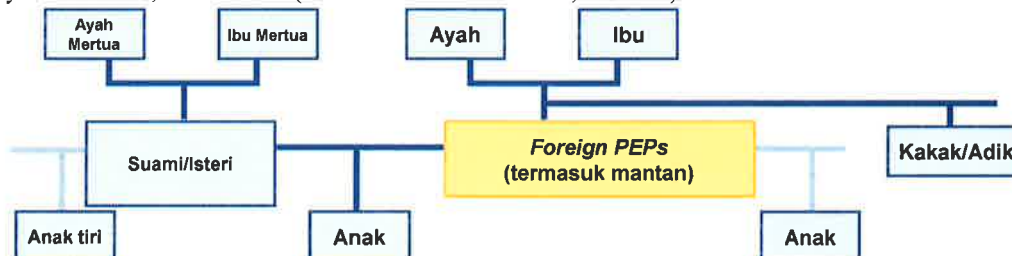 Ayah
Mertua
Ibu Mertua
Ayah
Ibu
Suami/Isteri
Foreign PEPs
(termasuk mantan)
Kakak/Adik
Anak tiri
Anak
Anak